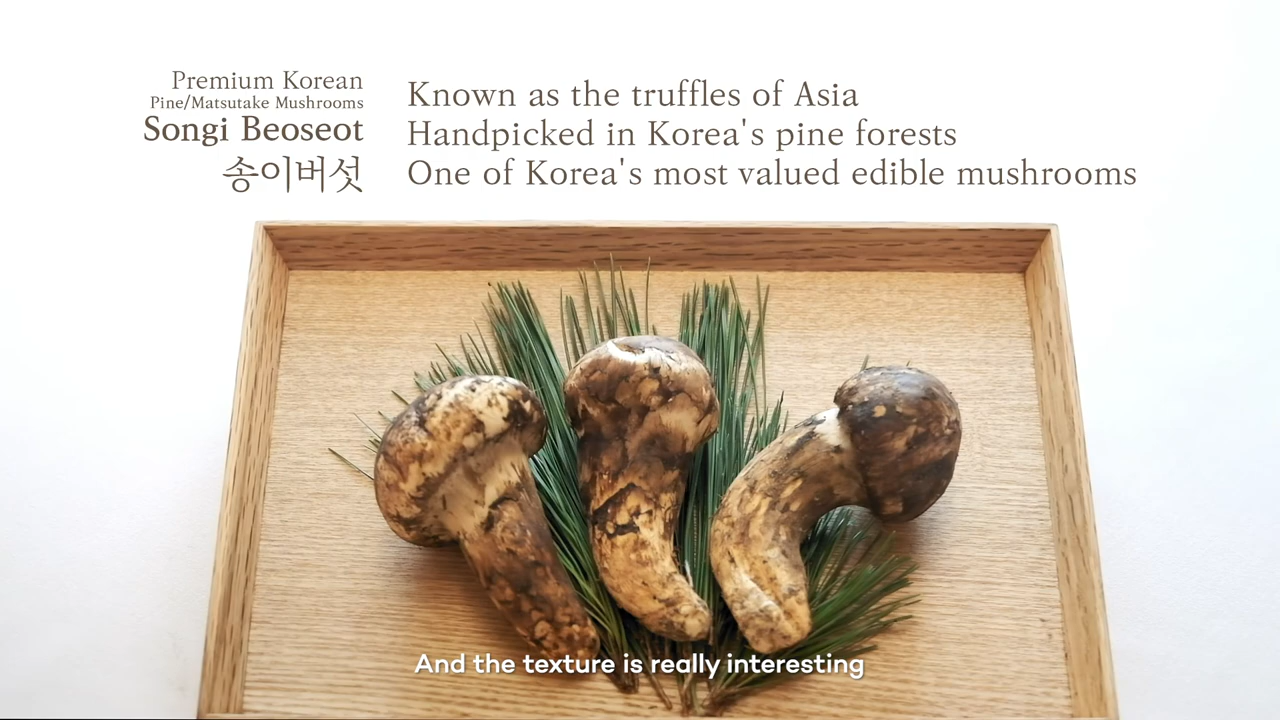 Premium Korean
Pine/Matsutake Mushrooms
Songi Beoseot
송이버섯
Known as the truffles of Asia
Handpicked in Korea's pine forests
One of Korea's most valued edible mushrooms
And the texture is really interesting